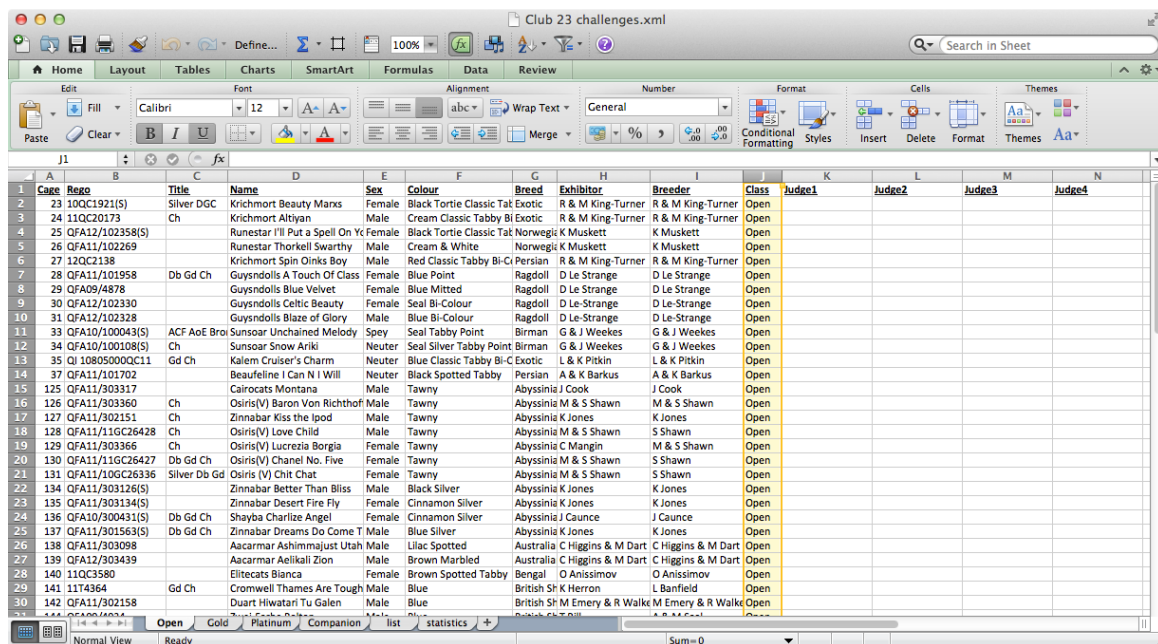 Club 23 challenges.xml
Define... 100% fx Search in Sheet
Home Layout Tables Charts SmartArt Formulas Data Review
Edit Font Alignment Number Format Cells Themes
Fill Calibri 12 A A abc Wrap Text General
Paste Clear B I U A Merge % , Conditional Formatting Styles Insert Delete Format Themes Aa
J1 fx
A B C D E F G H I J K L M N
1 Cage Rego Title Name Sex Colour Breed Exhibitor Breeder Class Judge1 Judge2 Judge3 Judge4
2 23 10QC1921(S) Silver DGC Krichmort Beauty Marxs Female Black Tortie Classic Tab Exotic R & M King-Turner R & M King-Turner Open
3 24 11QC20173 Ch Krichmort Altiyan Male Cream Classic Tabby Bi Exotic R & M King-Turner R & M King-Turner Open
4 25 QFA12/102358(S) Runestar I'll Put a Spell On Yo Female Black Tortie Classic Tab Norwegia K Muskett K Muskett Open
5 26 QFA11/102269 Runestar Thorkell Swarthy Male Cream & White Norwegia K Muskett K Muskett Open
6 27 12QC2138 Krichmort Spin Oinks Boy Male Red Classic Tabby Bi-C Persian R & M King-Turner R & M King-Turner Open
7 28 QFA11/101958 Db Gd Ch Guysndolls A Touch Of Class Female Blue Point Ragdoll D Le Strange D Le Strange Open
8 29 QFA09/4878 Guysndolls Blue Velvet Female Blue Mitted Ragdoll D Le Strange D Le Strange Open
9 30 QFA12/102330 Guysndolls Celtic Beauty Female Seal Bi-Colour Ragdoll D Le-Strange D Le-Strange Open
10 31 QFA12/102328 Guysndolls Blaze of Glory Male Blue Bi-Colour Ragdoll D Le-Strange D Le-Strange Open
11 33 QFA10/100043(S) ACF AoE Bro Sunsoar Unchained Melody Spey Seal Tabby Point Birman G & J Weekes G & J Weekes Open
12 34 QFA10/100108(S) Ch Sunsoar Snow Ariki Neuter Seal Silver Tabby Point Birman G & J Weekes G & J Weekes Open
13 35 QI 10805000QC11 Gd Ch Kalem Cruiser's Charm Neuter Blue Classic Tabby Bi-C Exotic L & K Pitkin L & K Pitkin Open
14 37 QFA11/101702 Beaufeline I Can N I Will Neuter Black Spotted Tabby Persian A & K Barkus A & K Barkus Open
15 125 QFA11/303317 Cairocats Montana Male Tawny Abyssinia J Cook J Cook Open
16 126 QFA11/303360 Ch Osiris(V) Baron Von Richthof Male Tawny Abyssinia M & S Shawn M & S Shawn Open
17 127 QFA11/302151 Ch Zinnabar Kiss the Ipod Male Tawny Abyssinia K Jones K Jones Open
18 128 QFA11/11GC26428 Ch Osiris(V) Love Child Male Tawny Abyssinia M & S Shawn S Shawn Open
19 129 QFA11/303366 Ch Osiris(V) Lucrezia Borgia Female Tawny Abyssinia C Mangin M & S Shawn Open
20 130 QFA11/11GC26427 Db Gd Ch Osiris(V) Chanel No. Five Female Tawny Abyssinia M & S Shawn S Shawn Open
21 131 QFA11/10GC26336 Silver Db Gd Osiris (V) Chit Chat Female Tawny Abyssinia M & S Shawn S Shawn Open
22 134 QFA11/303126(S) Zinnabar Better Than Bliss Male Black Silver Abyssinia K Jones K Jones Open
23 135 QFA11/303134(S) Zinnabar Desert Fire Fly Female Cinnamon Silver Abyssinia K Jones K Jones Open
24 136 QFA10/300431(S) Db Gd Ch Shayba Charlize Angel Female Cinnamon Silver Abyssinia J Caunce J Caunce Open
25 137 QFA11/301563(S) Db Gd Ch Zinnabar Dreams Do Come T Male Blue Silver Abyssinia K Jones K Jones Open
26 138 QFA11/303098 Aacarmar Ashimmajust Utah Male Lilac Spotted Australia C Higgins & M Dart C Higgins & M Dart Open
27 139 QFA12/303439 Aacarmar Aelikali Zion Male Brown Marbled Australia C Higgins & M Dart C Higgins & M Dart Open
28 140 11QC3580 Elitecats Bianca Female Brown Spotted Tabby Bengal O Anissimov O Anissimov Open
29 141 11T4364 Gd Ch Cromwell Thames Are Tough Male Blue British Sh K Herron L Banfield Open
30 142 QFA11/302158 Duart Hiwatari Tu Galen Male Blue British Sh M Emery & R Walke M Emery & R Walke Open
Open Gold Platinum Companion list statistics +
Normal View Ready Sum=0